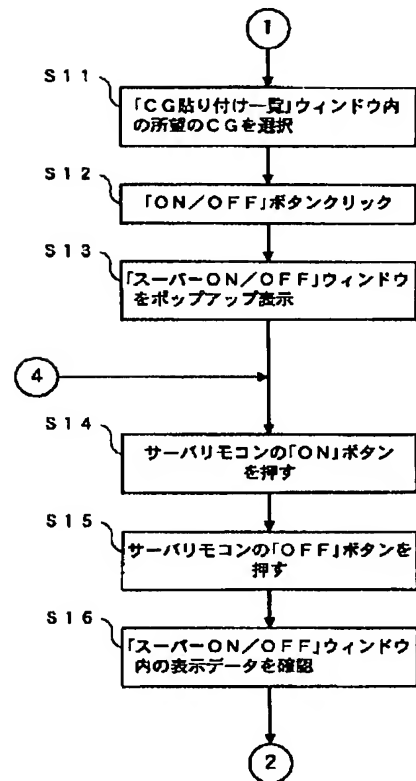 1
S11
「CG貼り付け一覧」ウィンドウ内
の所望のCGを選択
S12
「ON/OFF」ボタンクリック
S13
「スーパーON/OFF」ウィンドウ
をポップアップ表示
4
S14
サーバリモコンの「ON」ボタン
を押す
S15
サーバリモコンの「OFF」ボタンを
押す
S16
「スーパーON/OFF」ウィンドウ
内の表示データを確認
2